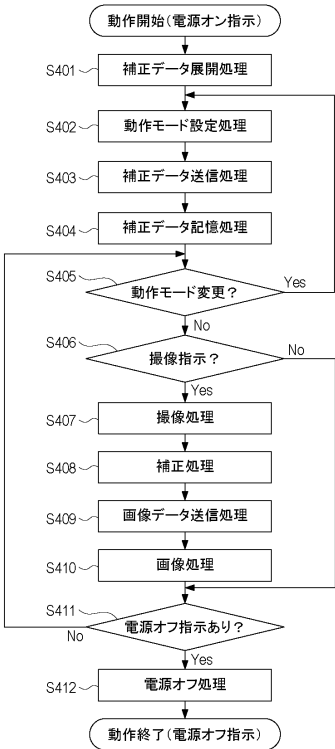 動作開始(電源オン指示)
S401 補正データ展開処理
S402 動作モード設定処理
S403 補正データ送信処理
S404 補正データ記憶処理
S405 動作モード変更？ Yes
No
S406 撮像指示？ No
Yes
S407 撮像処理
S408 補正処理
S409 画像データ送信処理
S410 画像処理
S411 電源オフ指示あり？
No
Yes
S412 電源オフ処理
動作終了(電源オフ指示)